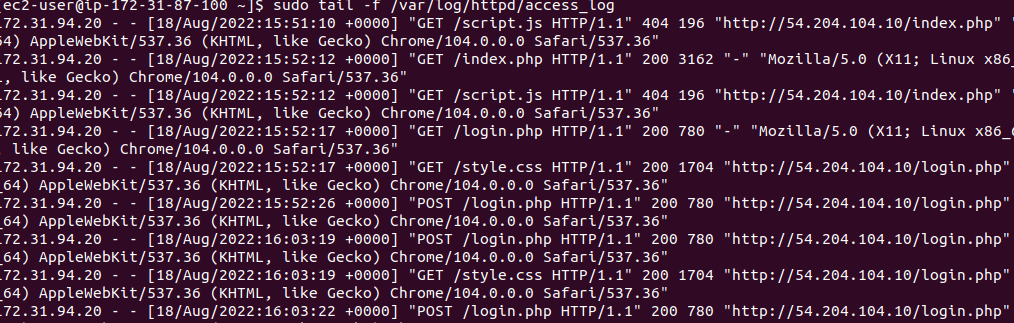 ec2-user@ip-172-31-87-100 ~]$ sudo tail -f /var/log/httpd/access_log
172.31.94.20 - - [18/Aug/2022:15:51:10 +0000] "GET /script.js HTTP/1.1" 404 196 "http://54.204.104.10/index.php" "
64) AppleWebKit/537.36 (KHTML, like Gecko) Chrome/104.0.0.0 Safari/537.36"
172.31.94.20 - - [18/Aug/2022:15:52:12 +0000] "GET /index.php HTTP/1.1" 200 3162 "-" "Mozilla/5.0 (X11; Linux x86_
, like Gecko) Chrome/104.0.0.0 Safari/537.36"
172.31.94.20 - - [18/Aug/2022:15:52:12 +0000] "GET /script.js HTTP/1.1" 404 196 "http://54.204.104.10/index.php" "
64) AppleWebKit/537.36 (KHTML, like Gecko) Chrome/104.0.0.0 Safari/537.36"
172.31.94.20 - - [18/Aug/2022:15:52:17 +0000] "GET /login.php HTTP/1.1" 200 780 "-" "Mozilla/5.0 (X11; Linux x86_
, like Gecko) Chrome/104.0.0.0 Safari/537.36"
172.31.94.20 - - [18/Aug/2022:15:52:17 +0000] "GET /style.css HTTP/1.1" 200 1704 "http://54.204.104.10/login.php"
_64) AppleWebKit/537.36 (KHTML, like Gecko) Chrome/104.0.0.0 Safari/537.36"
172.31.94.20 - - [18/Aug/2022:15:52:26 +0000] "POST /login.php HTTP/1.1" 200 780 "http://54.204.104.10/login.php"
_64) AppleWebKit/537.36 (KHTML, like Gecko) Chrome/104.0.0.0 Safari/537.36"
172.31.94.20 - - [18/Aug/2022:16:03:19 +0000] "POST /login.php HTTP/1.1" 200 780 "http://54.204.104.10/login.php"
_64) AppleWebKit/537.36 (KHTML, like Gecko) Chrome/104.0.0.0 Safari/537.36"
172.31.94.20 - - [18/Aug/2022:16:03:19 +0000] "GET /style.css HTTP/1.1" 200 1704 "http://54.204.104.10/login.php"
_64) AppleWebKit/537.36 (KHTML, like Gecko) Chrome/104.0.0.0 Safari/537.36"
172.31.94.20 - - [18/Aug/2022:16:03:22 +0000] "POST /login.php HTTP/1.1" 200 780 "http://54.204.104.10/login.php"